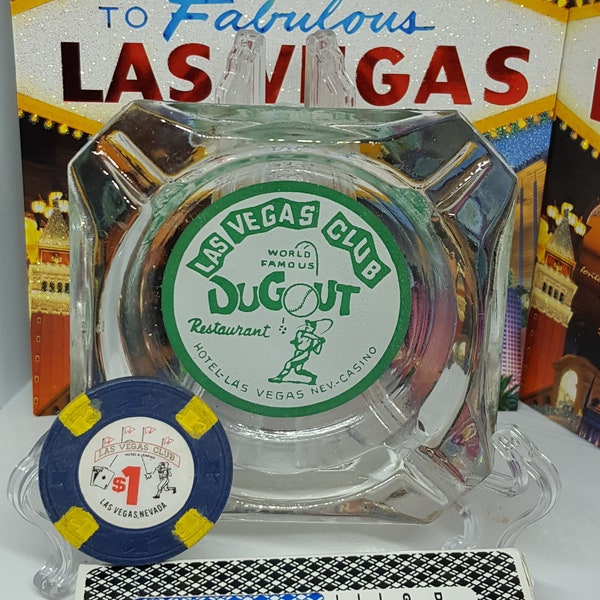 TO Fabulous
LAS VEGAS
LAS VEGAS CLUB
WORLD
FAMOUS
DUGOUT
Restaurant
HOTEL-LAS VEGAS NEV.-CASINO
LAS VEGAS CLUB
$1
LAS VEGAS, NEVADA